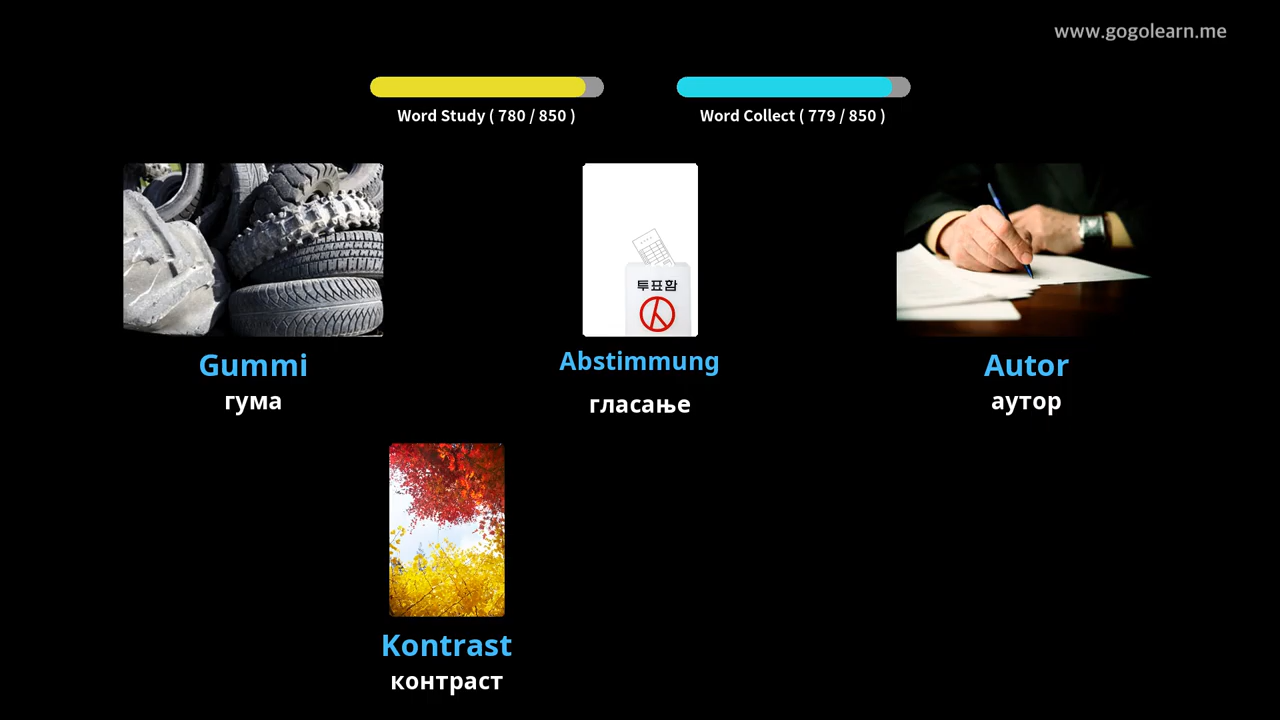 www.gogolearn.me
Word Study ( 780 / 850 )
Word Collect ( 779 / 850 )
투표함
Gummi
гума
Abstimmung
гласање
Autor
аутор
Kontrast
контраст